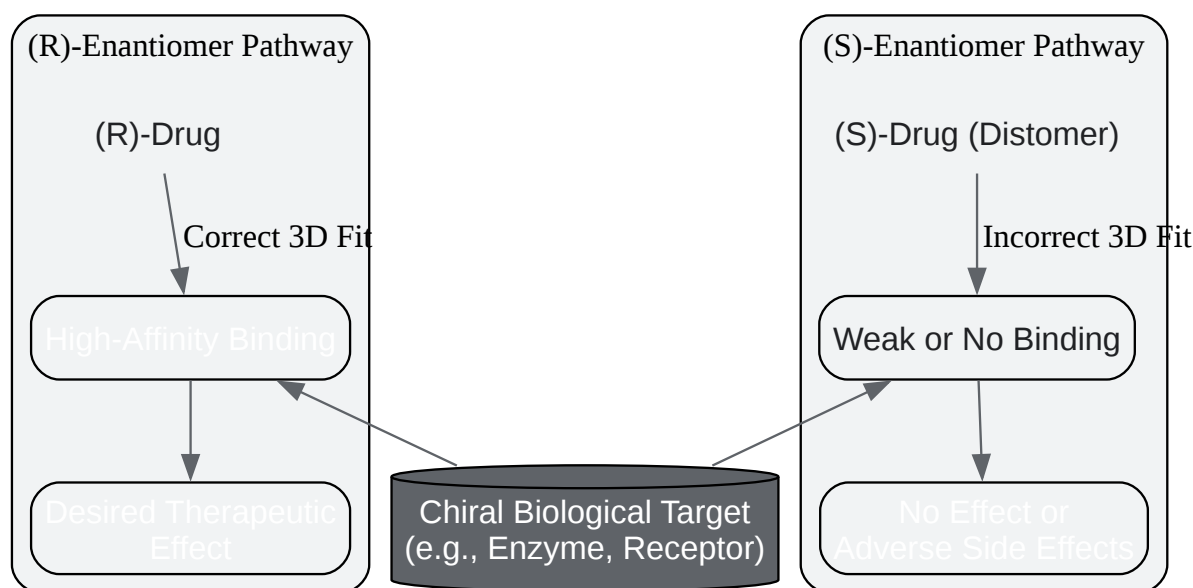 (R)-Enantiomer Pathway
(R)-Drug
Correct 3D Fit
High-Affinity Binding
Desired Therapeutic
Effect
(S)-Enantiomer Pathway
(S)-Drug (Distomer)
Incorrect 3D Fit
Weak or No Binding
No Effect or
Adverse Side Effects
Chiral Biological Target
(e.g., Enzyme, Receptor)